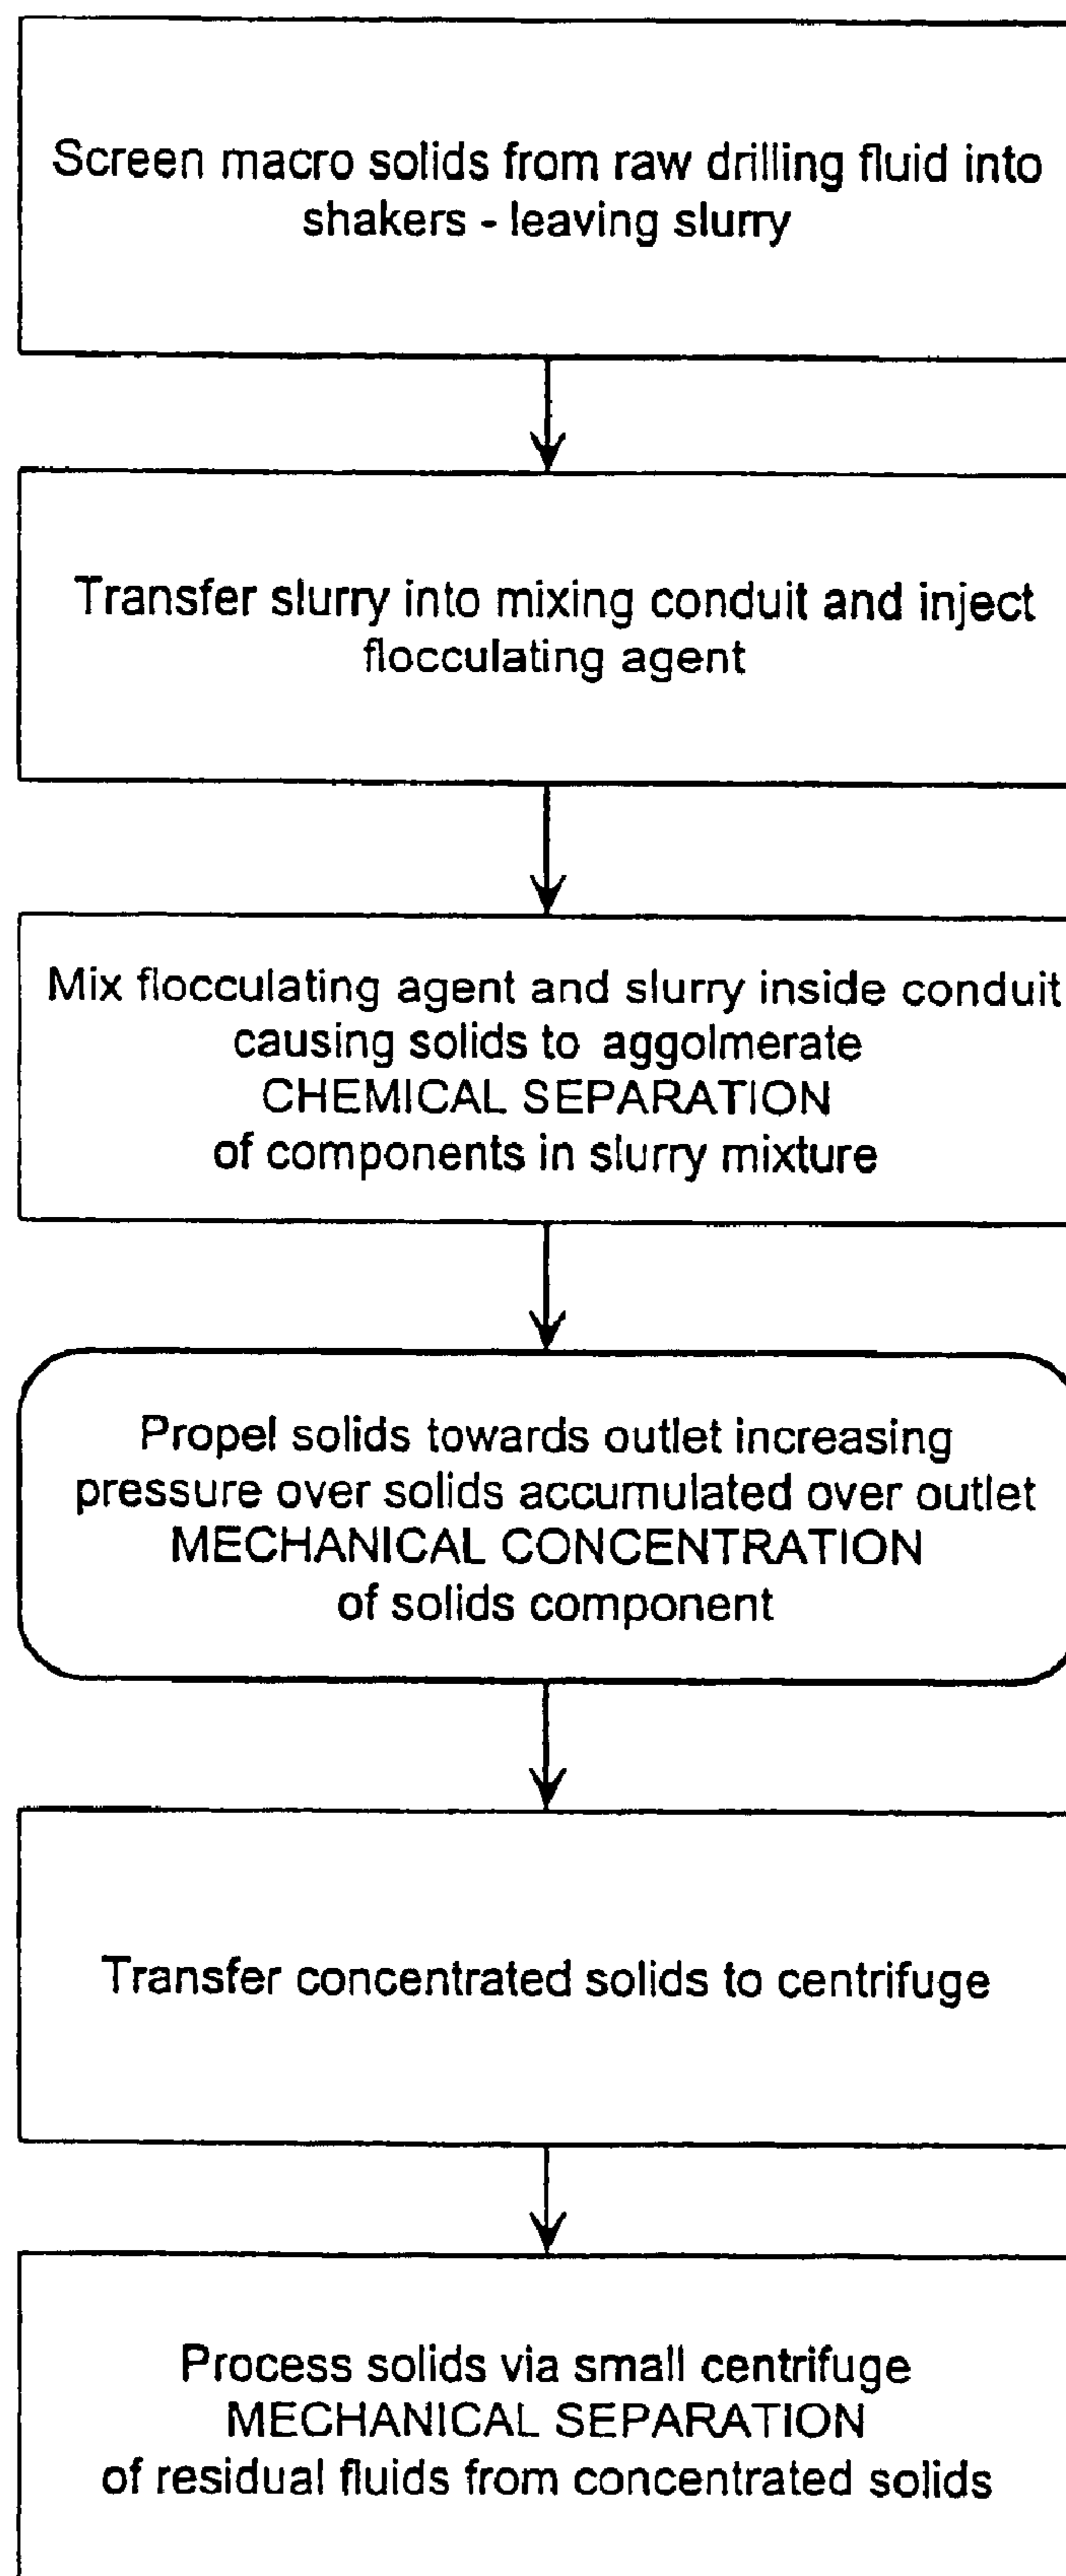 Screen macro solids from raw drilling fluid into
shakers - leaving slurry
Transfer slurry into mixing conduit and inject
flocculating agent
Mix flocculating agent and slurry inside conduit
causing solids to aggolmerate
CHEMICAL SEPARATION
of components in slurry mixture
Propel solids towards outlet increasing
pressure over solids accumulated over outlet
MECHANICAL CONCENTRATION
of solids component
Transfer concentrated solids to centrifuge
Process solids via small centrifuge
MECHANICAL SEPARATION
of residual fluids from concentrated solids